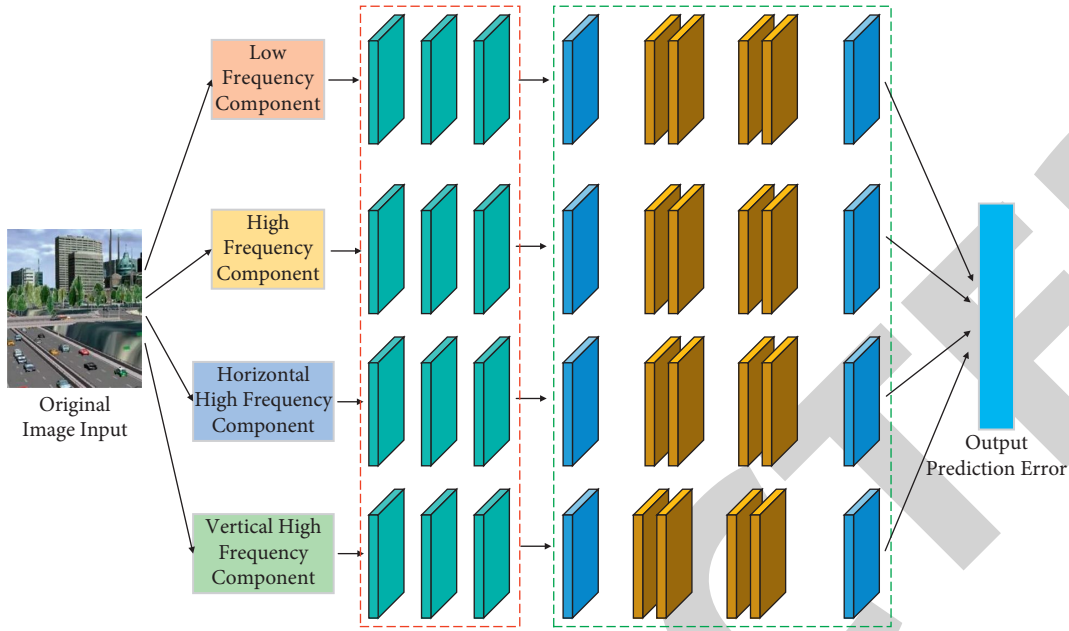 Low
Frequency
Component
High
Frequency
Component
Horizontal
High Frequency
Component
Vertical High
Frequency
Component
Original
Image Input
Output
Prediction Error